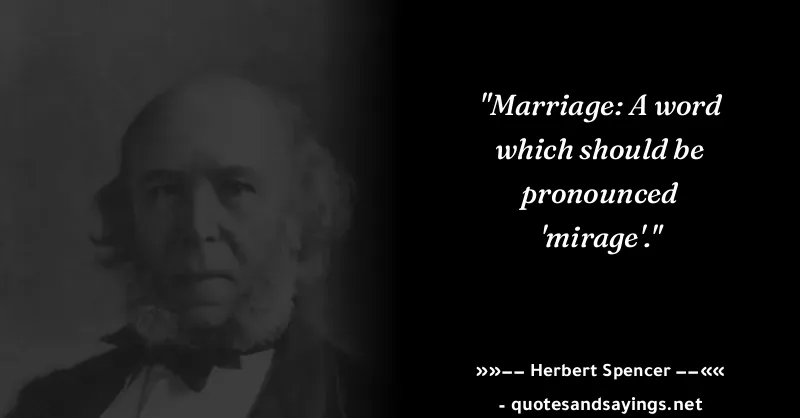 "Marriage: A word
which should be
pronounced
'mirage'."
»»–– Herbert Spencer ––««
- quotesandsayings.net